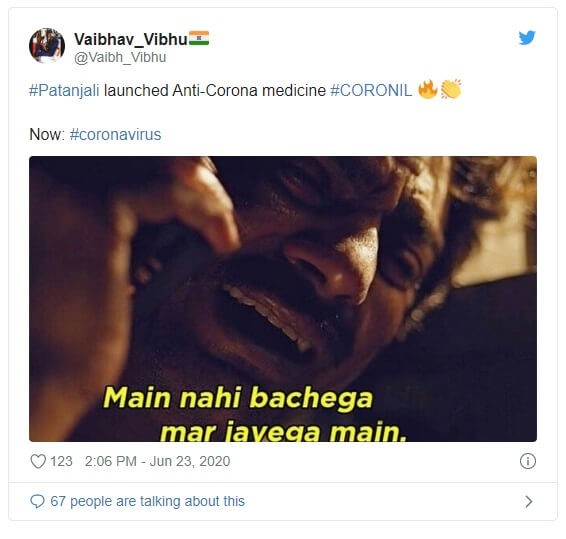 Vaibhav_Vibhu🇮🇳
@Vaibh_Vibhu
#Patanjali launched Anti-Corona medicine #CORONIL 🔥👏
Now: #coronavirus
Main nahi bachega
mar jayega main.
123 2:06 PM - Jun 23, 2020
67 people are talking about this